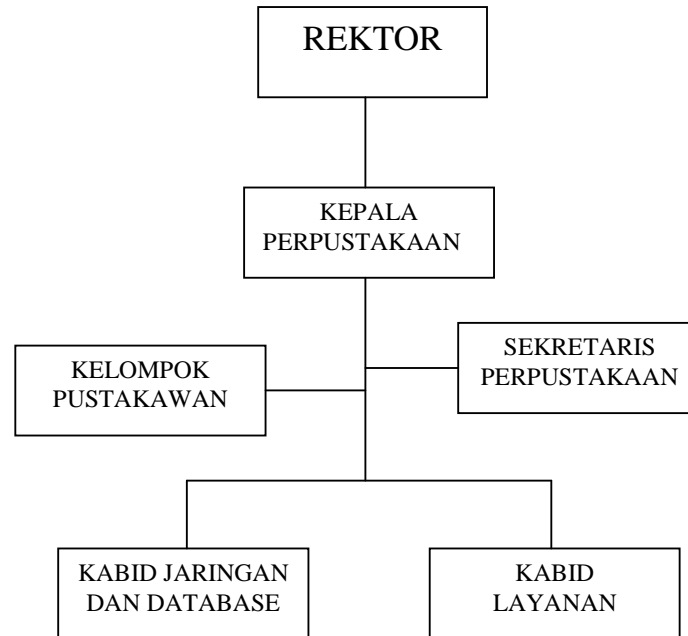 REKTOR
KEPALA
PERPUSTAKAAN
SEKRETARIS
PERPUSTAKAAN
KELOMPOK
PUSTAKAWAN
KABID JARINGAN
DAN DATABASE
KABID
LAYANAN